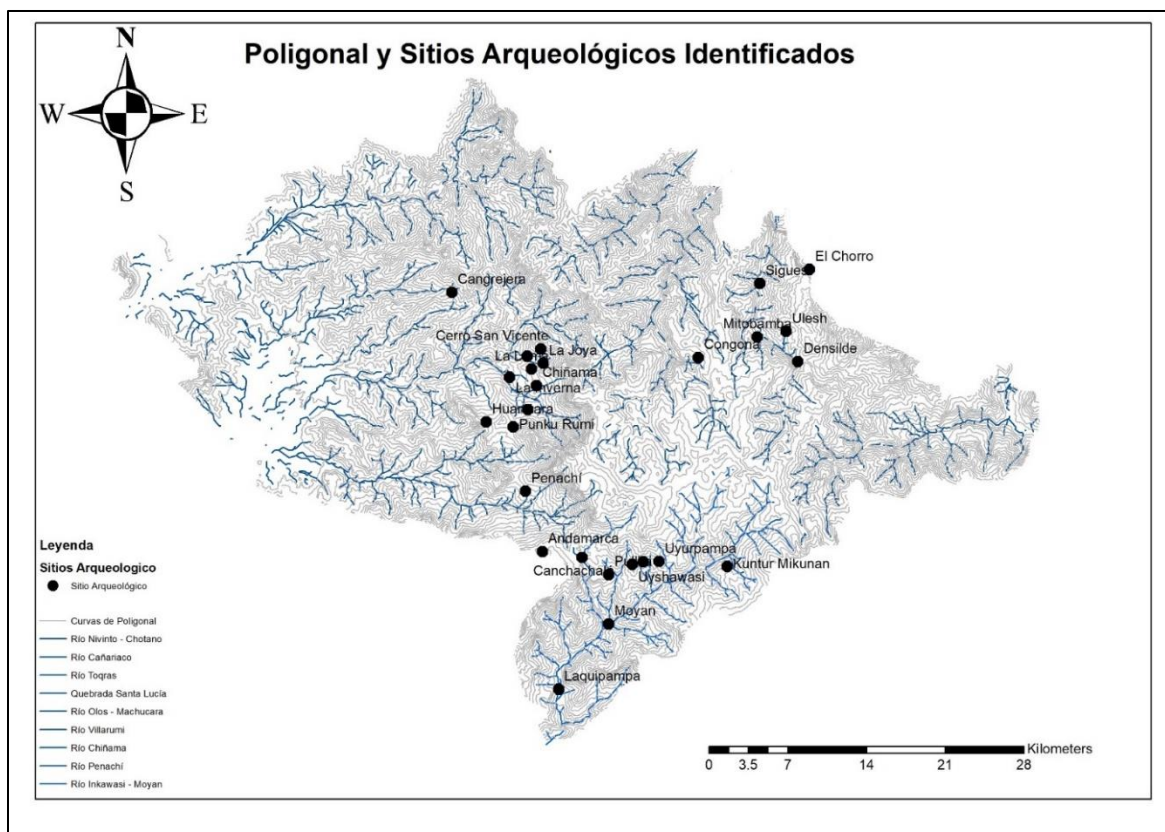 Poligonal y Sitios Arqueológicos Identificados
N
W
E
S
El Chorro
Sigues
Cangrejera
Ulesh
Mitobamba
Cerro San Vicente
La Joya
Congona
Densilde
Chiñama
Punku Rumi
Penachí
Andamarca
Uyurpampa
Canchachalá
Uyshawasi
Kuntur Mikunan
Moyan
Laquipampa
Leyenda
Sitios Arqueologico
Sitio Arqueológico
Curvas de Poligonal
Río Nivinto - Chotano
Río Cañariaco
Río Toqras
Quebrada Santa Lucía
Río Olos - Machucara
Río Villarumi
Río Chiñama
Río Penachí
Río Inkawasi - Moyan
Kilometers
0 3.5 7 14 21 28